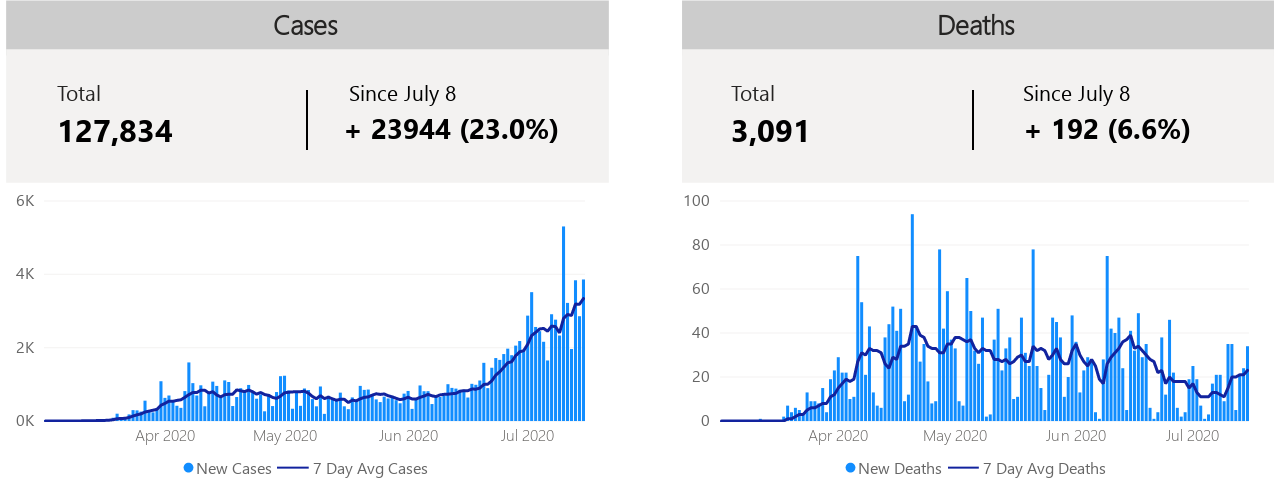 Cases
Total
127,834
Since July 8
+ 23944 (23.0%)
6K
4K
2K
0K
Apr 2020 May 2020 Jun 2020 Jul 2020
New Cases 7 Day Avg Cases
Deaths
Total
3,091
Since July 8
+ 192 (6.6%)
100
80
60
40
20
0
Apr 2020 May 2020 Jun 2020 Jul 2020
New Deaths 7 Day Avg Deaths